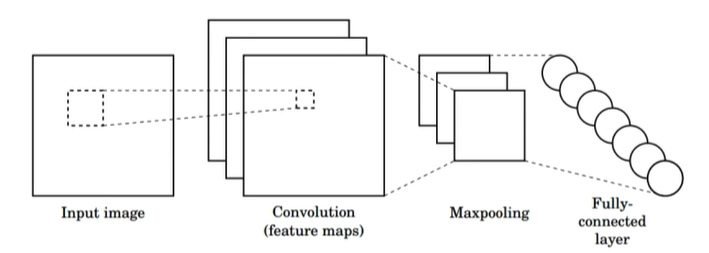 Input image
Convolution
(feature maps)
Maxpooling
Fully-
connected
layer